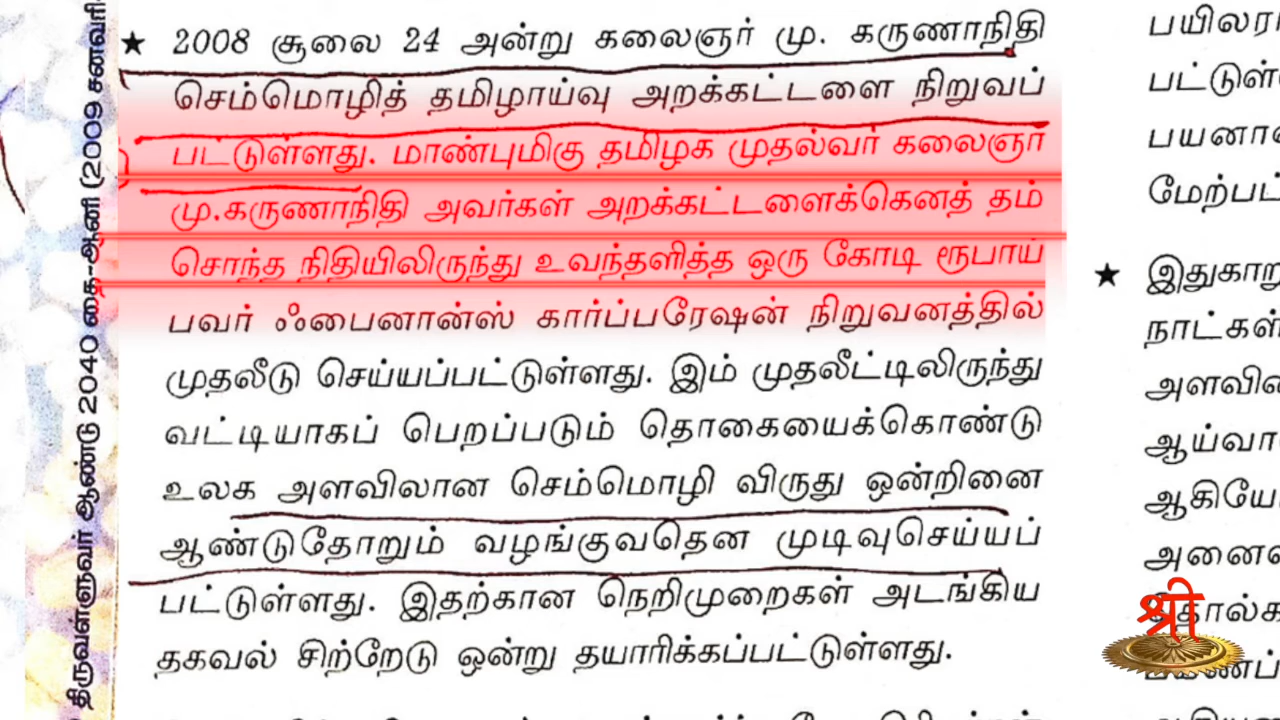 திருவள்ளுவர் ஆண்டு 2040 தை-ஆனி (2009 சனவரி
★ 2008 சூலை 24 அன்று கலைஞர் மு. கருணாநிதி
செம்மொழித் தமிழாய்வு அறக்கட்டளை நிறுவப்
பட்டுள்ளது. மாண்புமிகு தமிழக முதல்வர் கலைஞர்
மு.கருணாநிதி அவர்கள் அறக்கட்டளைக்கெனத் தம்
சொந்த நிதியிலிருந்து உவந்தளித்த ஒரு கோடி ரூபாய்
பவர் ஃபைனான்ஸ் கார்ப்பரேஷன் நிறுவனத்தில்
முதலீடு செய்யப்பட்டுள்ளது. இம் முதலீட்டிலிருந்து
வட்டியாகப் பெறப்படும் தொகையைக்கொண்டு
உலக அளவிலான செம்மொழி விருது ஒன்றினை
ஆண்டுதோறும் வழங்குவதென முடிவுசெய்யப்
பட்டுள்ளது. இதற்கான நெறிமுறைகள் அடங்கிய
தகவல் சிற்றேடு ஒன்று தயாரிக்கப்பட்டுள்ளது.
பயிலர
பட்டுள்
பயனா
மேற்பட்
★ இதுகாறு
நாட்கள்
அளவி
ஆய்வா
ஆகியே
அனை
श्री